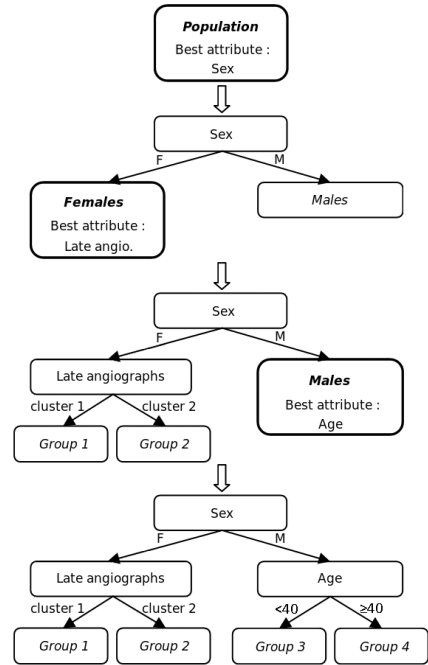 Population
Best attribute :
Sex
Sex
F
M
Females
Best attribute :
Late angio.
Males
Sex
F
M
Late angiographs
Males
Best attribute :
Age
cluster 1
cluster 2
Group 1
Group 2
Sex
F
M
Late angiographs
Age
cluster 1
cluster 2
<40
≥40
Group 1
Group 2
Group 3
Group 4